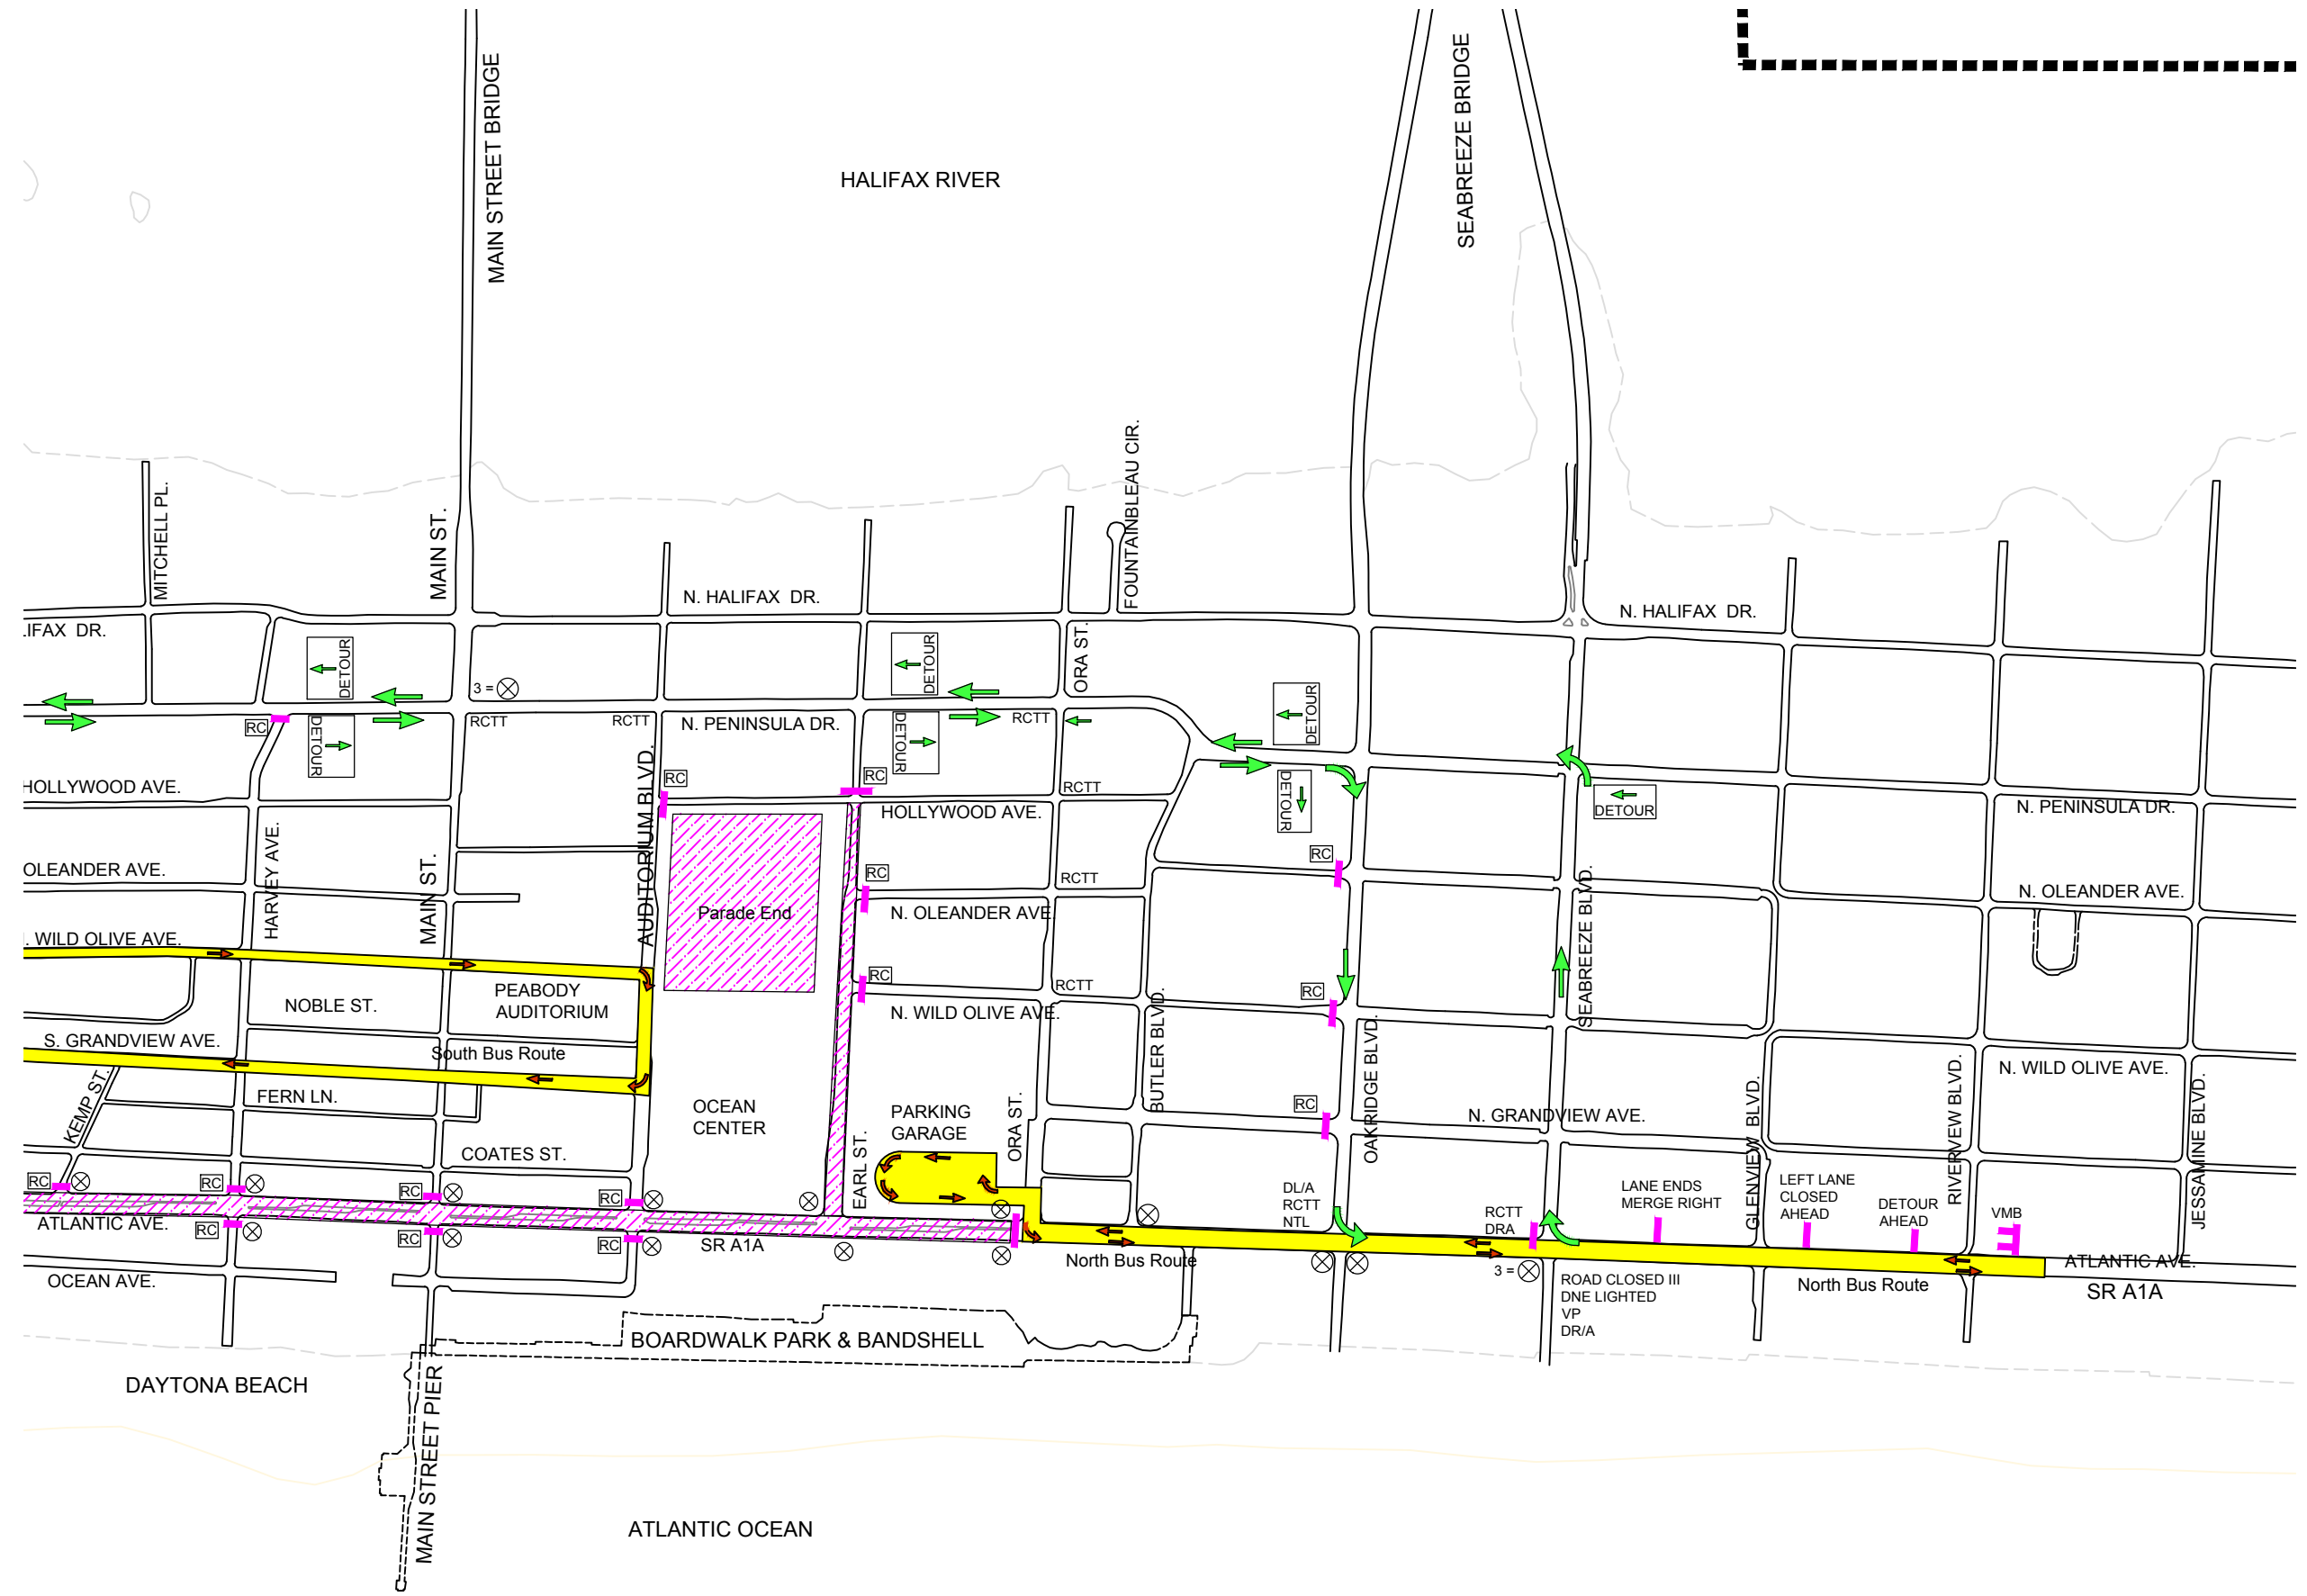 MAIN STREET BRIDGE
SEABREEZE BRIDGE
HALIFAX RIVER
MITCHELL PL.
MAIN ST.
FOUNTAINBLEAU CIR.
N. HALIFAX DR.
N. HALIFAX DR.
LIFAX DR.
ORA ST.
DETOUR
DETOUR
DETOUR
3 =
RC
DETOUR
RCTT
RCTT
N. PENINSULA DR.
DETOUR
RCTT
DETOUR
DETOUR
RC
RC
HOLLYWOOD AVE.
RCTT
HOLLYWOOD AVE.
N. PENINSULA DR.
AUDITORIUM BLVD.
HARVEY AVE.
MAIN ST.
OLEANDER AVE.
RC
RCTT
RC
N. OLEANDER AVE.
Parade End
N. OLEANDER AVE.
SEABREEZE BLVD.
. WILD OLIVE AVE.
RC
RCTT
RC
PEABODY
AUDITORIUM
NOBLE ST.
N. WILD OLIVE AVE.
S. GRANDVIEW AVE.
South Bus Route
BUTLER BLVD.
OAKRIDGE BLVD.
N. WILD OLIVE AVE.
KEMP ST.
FERN LN.
OCEAN
CENTER
PARKING
GARAGE
ORA ST.
RC
N. GRANDVIEW AVE.
GLENVIEW BLVD.
RIVERVIEW BLVD.
JESSAMINE BLVD.
COATES ST.
EARL ST.
RC
RC
RC
RC
DL/A
RCTT
NTL
LANE ENDS
MERGE RIGHT
LEFT LANE
CLOSED
AHEAD
DETOUR
AHEAD
VMB
RCTT
DRA
ATLANTIC AVE.
RC
RC
RC
SR A1A
North Bus Route
3 =
ATLANTIC AVE.
OCEAN AVE.
ROAD CLOSED III
DNE LIGHTED
VP
DR/A
North Bus Route
SR A1A
BOARDWALK PARK & BANDSHELL
DAYTONA BEACH
MAIN STREET PIER
ATLANTIC OCEAN